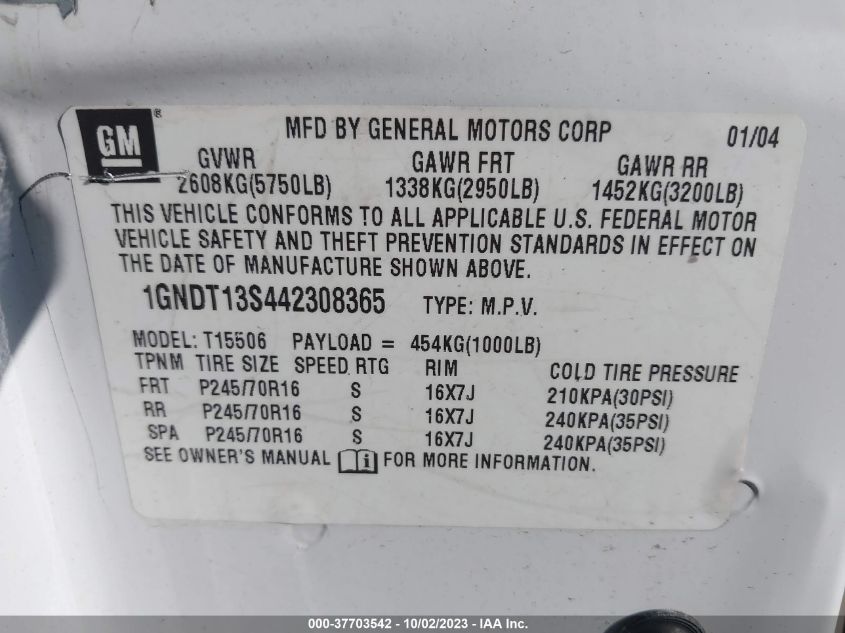 GM ®
MFD BY GENERAL MOTORS CORP 01/04
GVWR GAWR FRT GAWR RR
2608KG(5750LB) 1338KG(2950LB) 1452KG(3200LB)
THIS VEHICLE CONFORMS TO ALL APPLICABLE U.S. FEDERAL MOTOR
VEHICLE SAFETY AND THEFT PREVENTION STANDARDS IN EFFECT ON
THE DATE OF MANUFACTURE SHOWN ABOVE.
1GNDT13S442308365 TYPE: M.P.V.
MODEL: T15506 PAYLOAD = 454KG(1000LB)
TPNM TIRE SIZE SPEED RTG RIM COLD TIRE PRESSURE
FRT P245/70R16 S 16X7J 210KPA(30PSI)
RR P245/70R16 S 16X7J 240KPA(35PSI)
SPA P245/70R16 S 16X7J 240KPA(35PSI)
SEE OWNER'S MANUAL i FOR MORE INFORMATION.
000-37703542 - 10/02/2023 - IAA Inc.